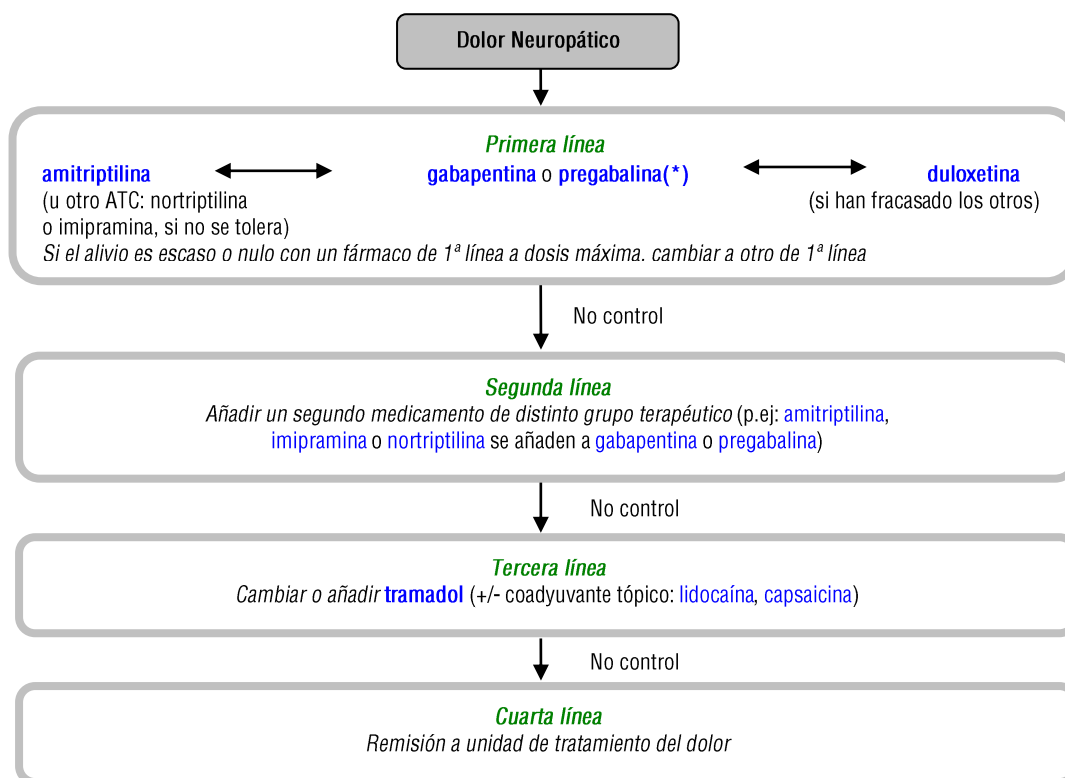 Dolor Neuropático
Primera línea
amitriptilina
gabapentina o pregabalina(*)
duloxetina
(u otro ATC: nortriptilina
o imipramina, si no se tolera)
(si han fracasado los otros)
Si el alivio es escaso o nulo con un fármaco de 1ª línea a dosis máxima. cambiar a otro de 1ª línea
No control
Segunda línea
Añadir un segundo medicamento de distinto grupo terapéutico (p.ej: amitriptilina,
imipramina o nortriptilina se añaden a gabapentina o pregabalina)
No control
Tercera línea
Cambiar o añadir tramadol (+/- coadyuvante tópico: lidocaína, capsaicina)
No control
Cuarta línea
Remisión a unidad de tratamiento del dolor